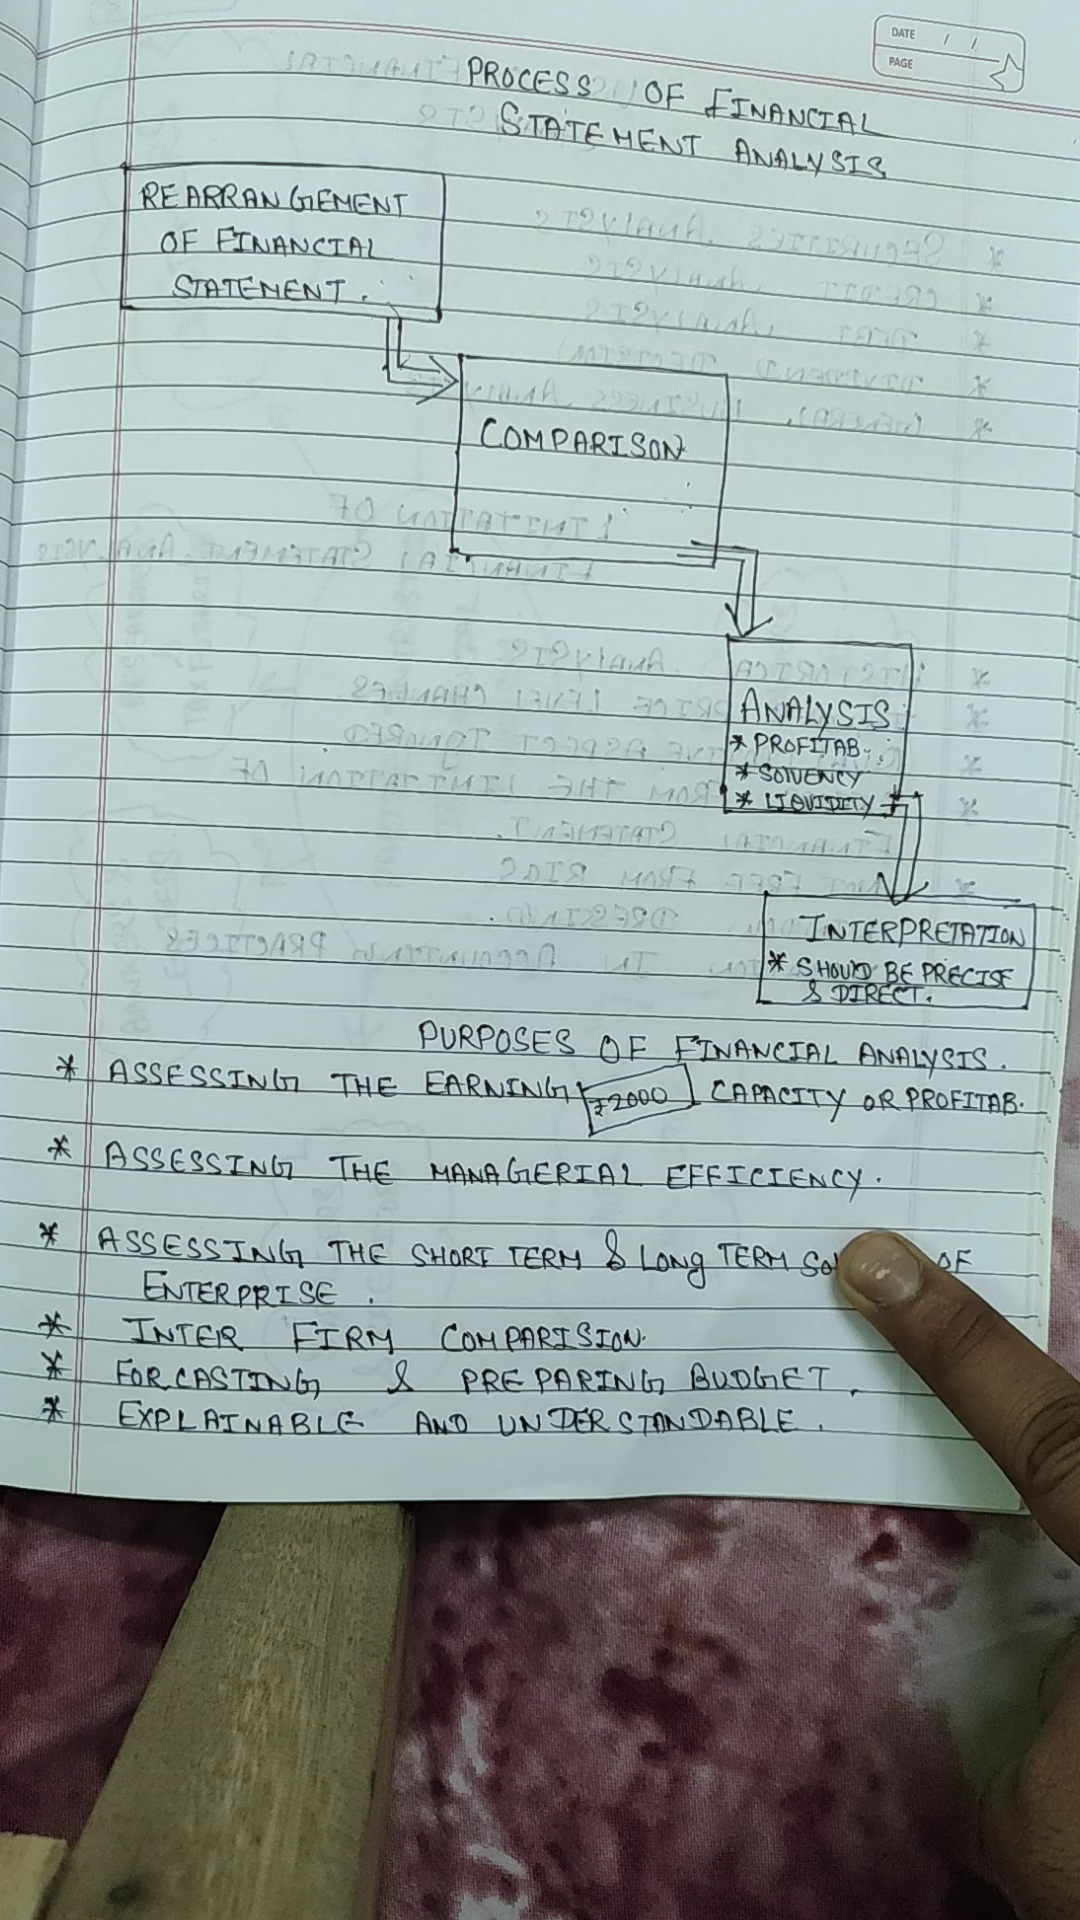 DATE / /
PAGE
PROCESS OF FINANCIAL
STATEMENT ANALYSIS
REARRANGEMENT
OF FINANCIAL
STATEMENT.
COMPARISON
ANALYSIS
* PROFITAB.
* SOLVENCY
* LIQUIDITY
INTERPRETATION
* SHOULD BE PRECISE
& DIRECT.
PURPOSES OF FINANCIAL ANALYSIS.
* ASSESSING THE EARNING ₹2000 CAPACITY OR PROFITAB.
* ASSESSING THE MANAGERIAL EFFICIENCY.
* ASSESSING THE SHORT TERM & LONG TERM OF
ENTERPRISE.
* INTER FIRM COMPARISION.
* FORCASTING & PREPARING BUDGET.
* EXPLAINABLE AND UNDERSTANDABLE.